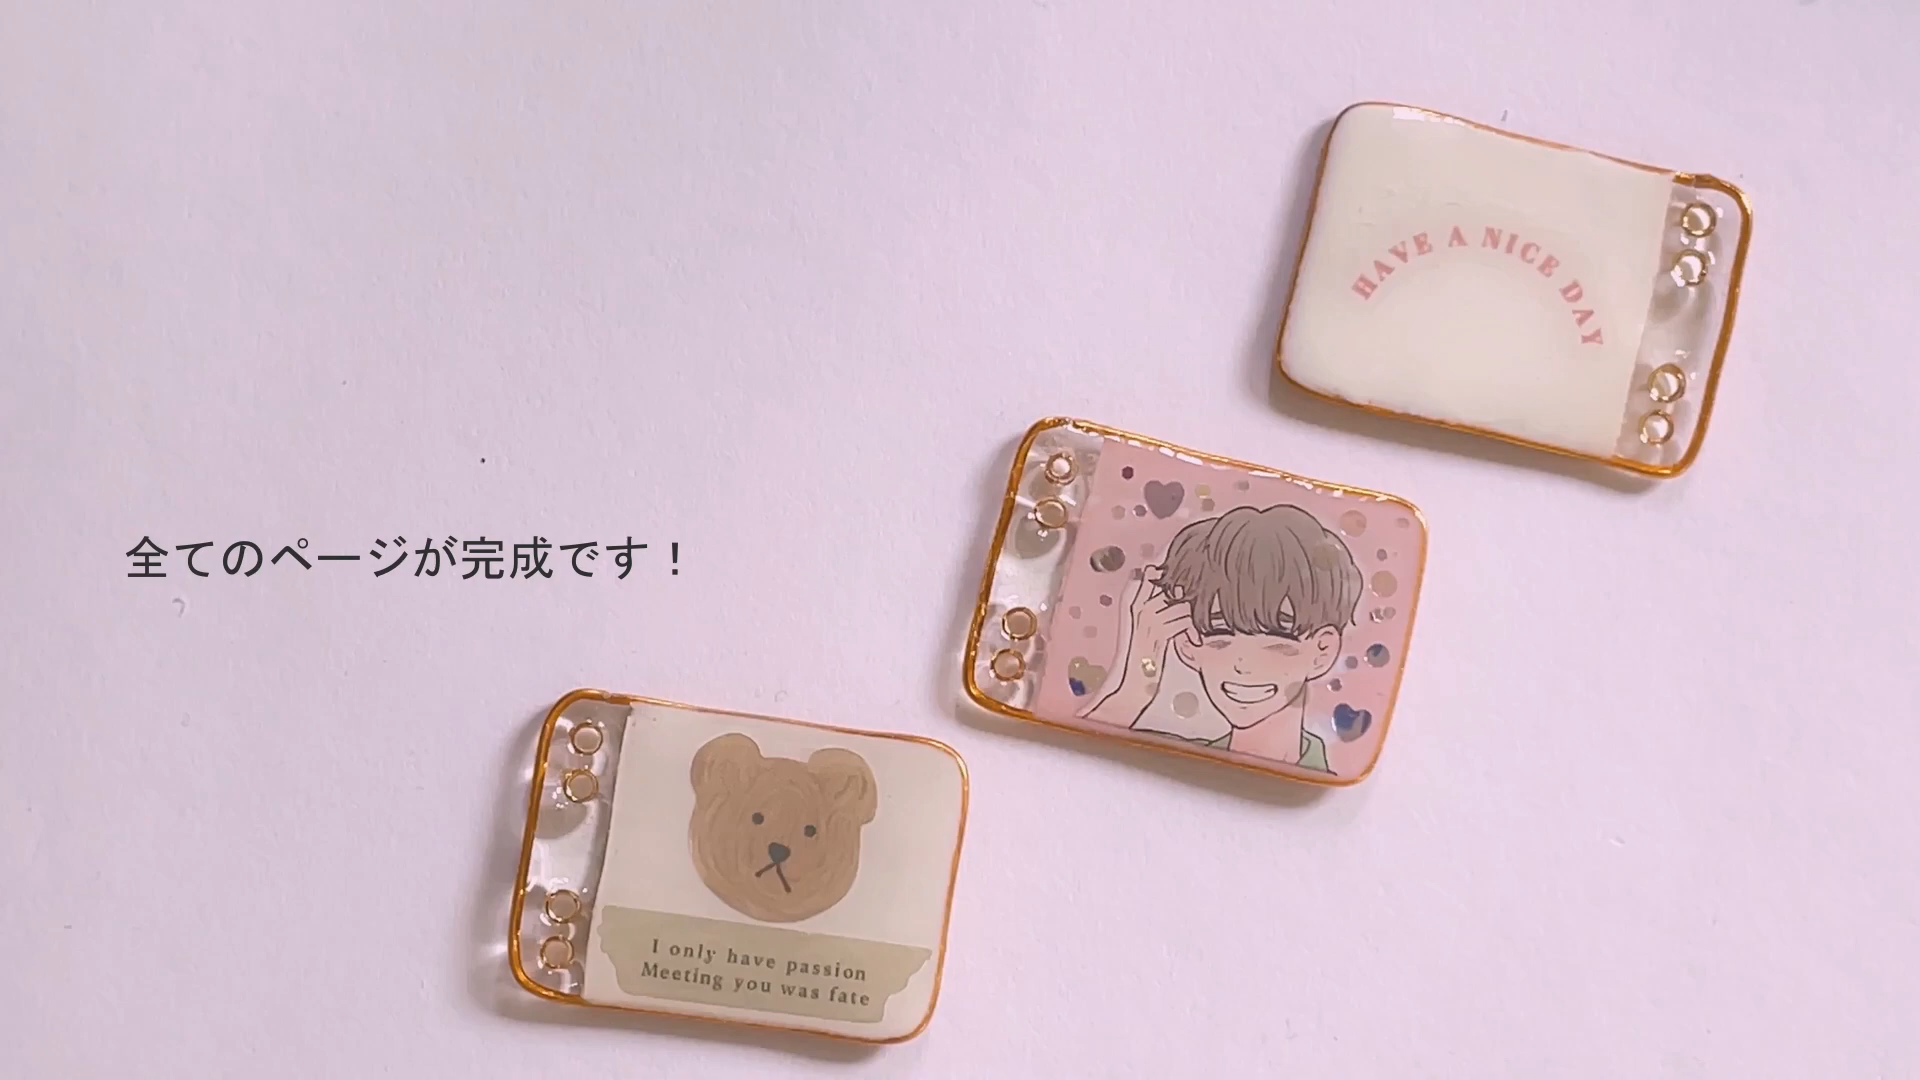 HAVE A NICE DAY
全てのページが完成です！
I only have passion
Meeting you was fate